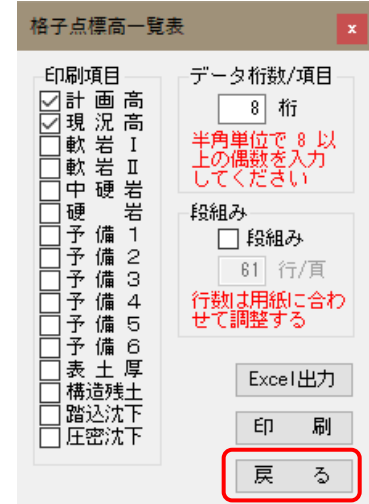 格子点標高一覧表
x
印刷項目
計 画 高
現 況 高
軟 岩 Ⅰ
軟 岩 Ⅱ
中 硬 岩
硬 岩
予 備 1
予 備 2
予 備 3
予 備 4
予 備 5
予 備 6
表 土 厚
構造残土
踏込沈下
圧密沈下
データ桁数/項目
8 桁
半角単位で 8 以
上の偶数を入力
してください
段組み
段組み
61 行/頁
行数は用紙に合わ
せて調整する
Excel出力
印 刷
戻 る